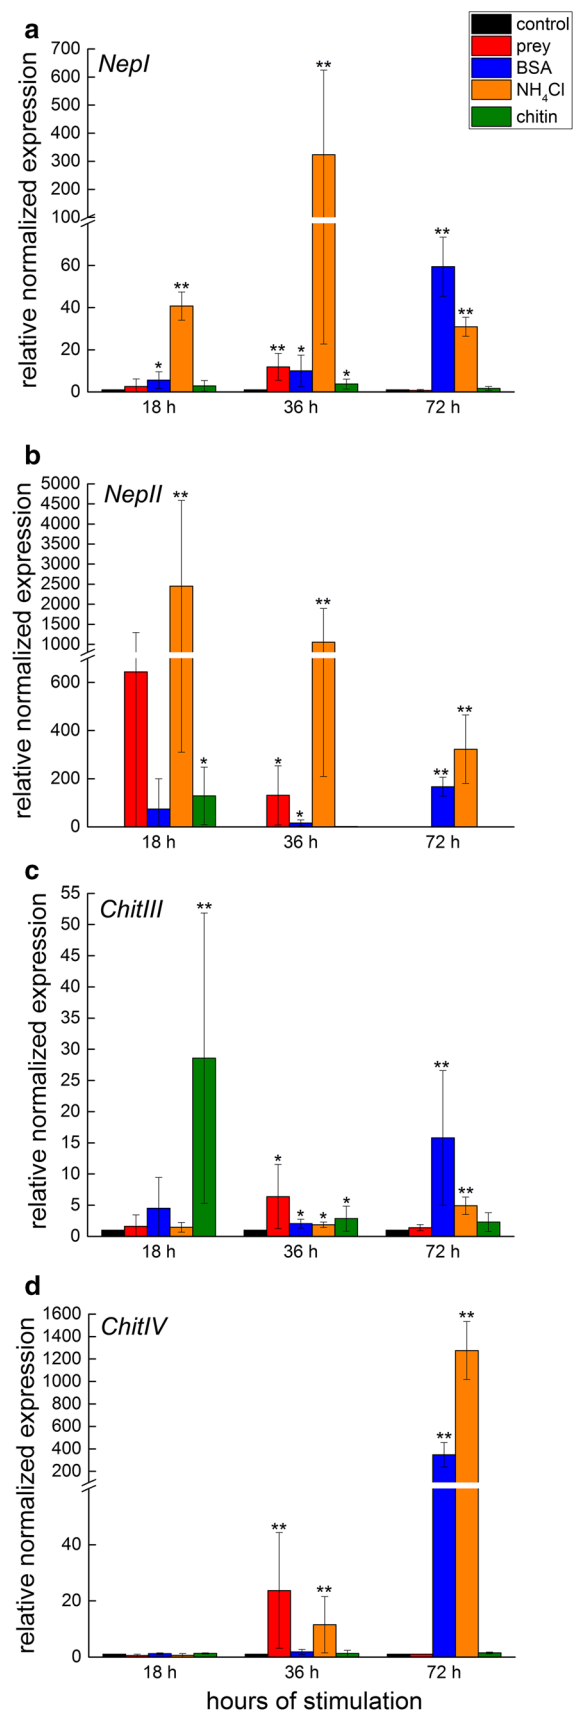 control
prey
BSA
NH4Cl
chitin
a
NepI
relative normalized expression
700
600
500
400
300
200
100
60
40
20
0
**
**
*
**
*
*
**
**
18 h
36 h
72 h
b
NepII
relative normalized expression
5000
4500
4000
3500
3000
2500
2000
1500
1000
600
400
200
0
**
*
*
*
**
**
**
18 h
36 h
72 h
c
ChitIII
relative normalized expression
55
50
45
40
35
30
25
20
15
10
5
0
**
*
*
*
*
**
**
18 h
36 h
72 h
d
ChitIV
relative normalized expression
1600
1400
1200
1000
800
600
400
200
40
20
0
**
**
**
**
18 h
36 h
72 h
hours of stimulation